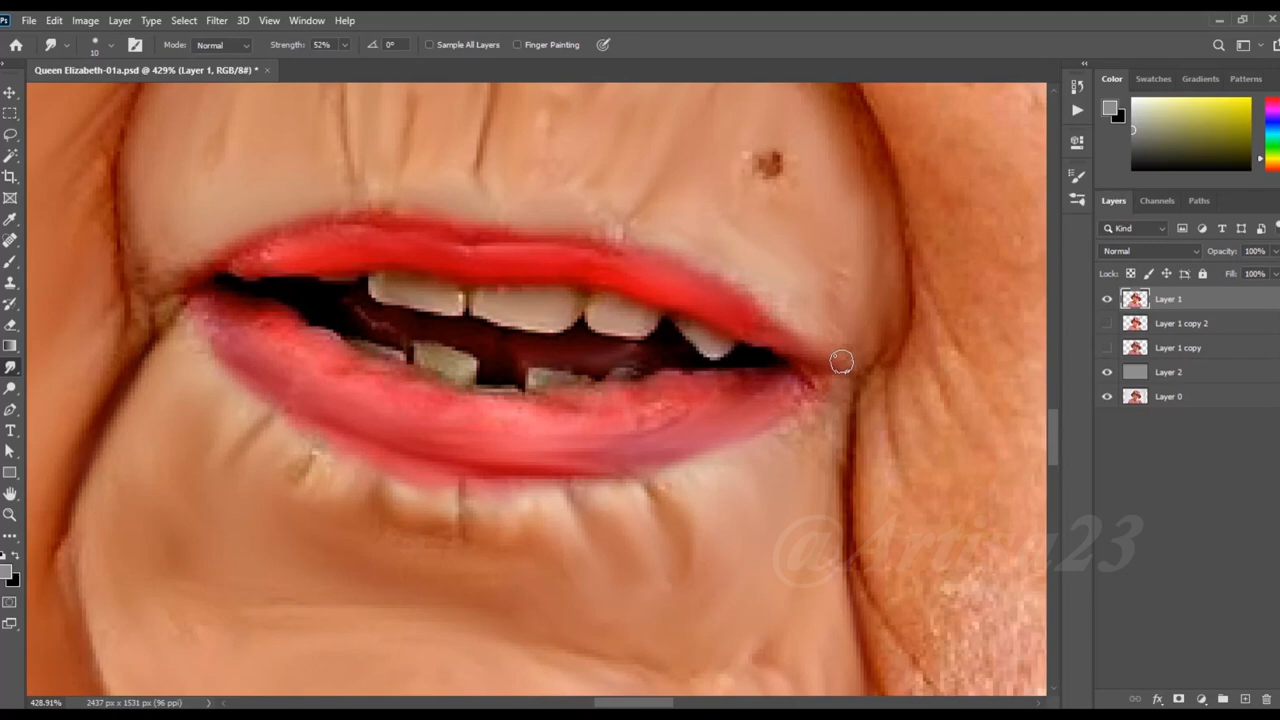 Ps File Edit Image Layer Type Select Filter 3D View Window Help
10 Mode: Normal Strength: 52% 0° Sample All Layers Finger Painting
Queen Elizabeth-01a.psd @ 429% (Layer 1, RGB/8#) * ×
Color Swatches Gradients Patterns
Layers Channels Paths
Kind
Normal Opacity: 100%
Lock: Fill: 100%
Layer 1
Layer 1 copy 2
Layer 1 copy
Layer 2
Layer 0
428.91% 2437 px x 1531 px (96 ppi)